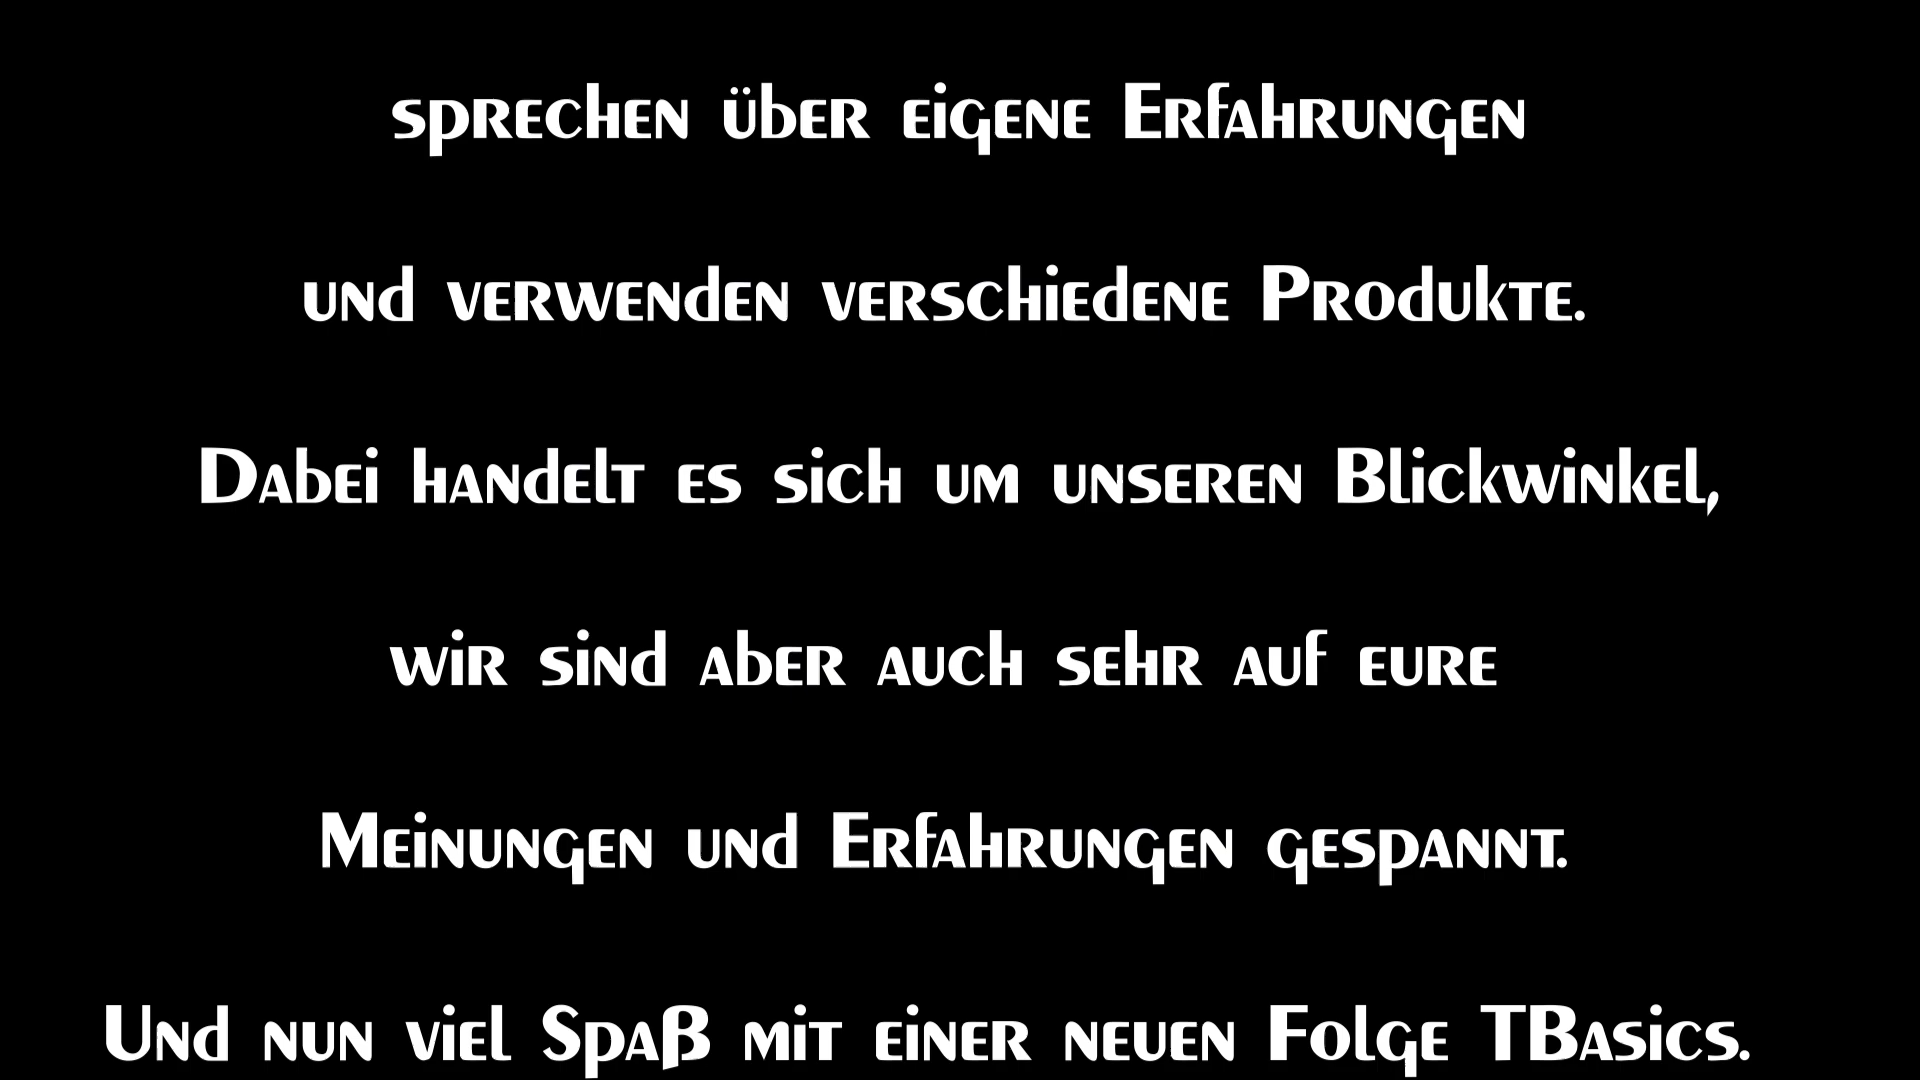 sprechen über eigene Erfahrungen
und verwenden verschiedene Produkte.
Dabei handelt es sich um unseren Blickwinkel,
wir sind aber auch sehr auf eure
Meinungen und Erfahrungen gespannt.
Und nun viel Spaß mit einer neuen Folge TBasics.